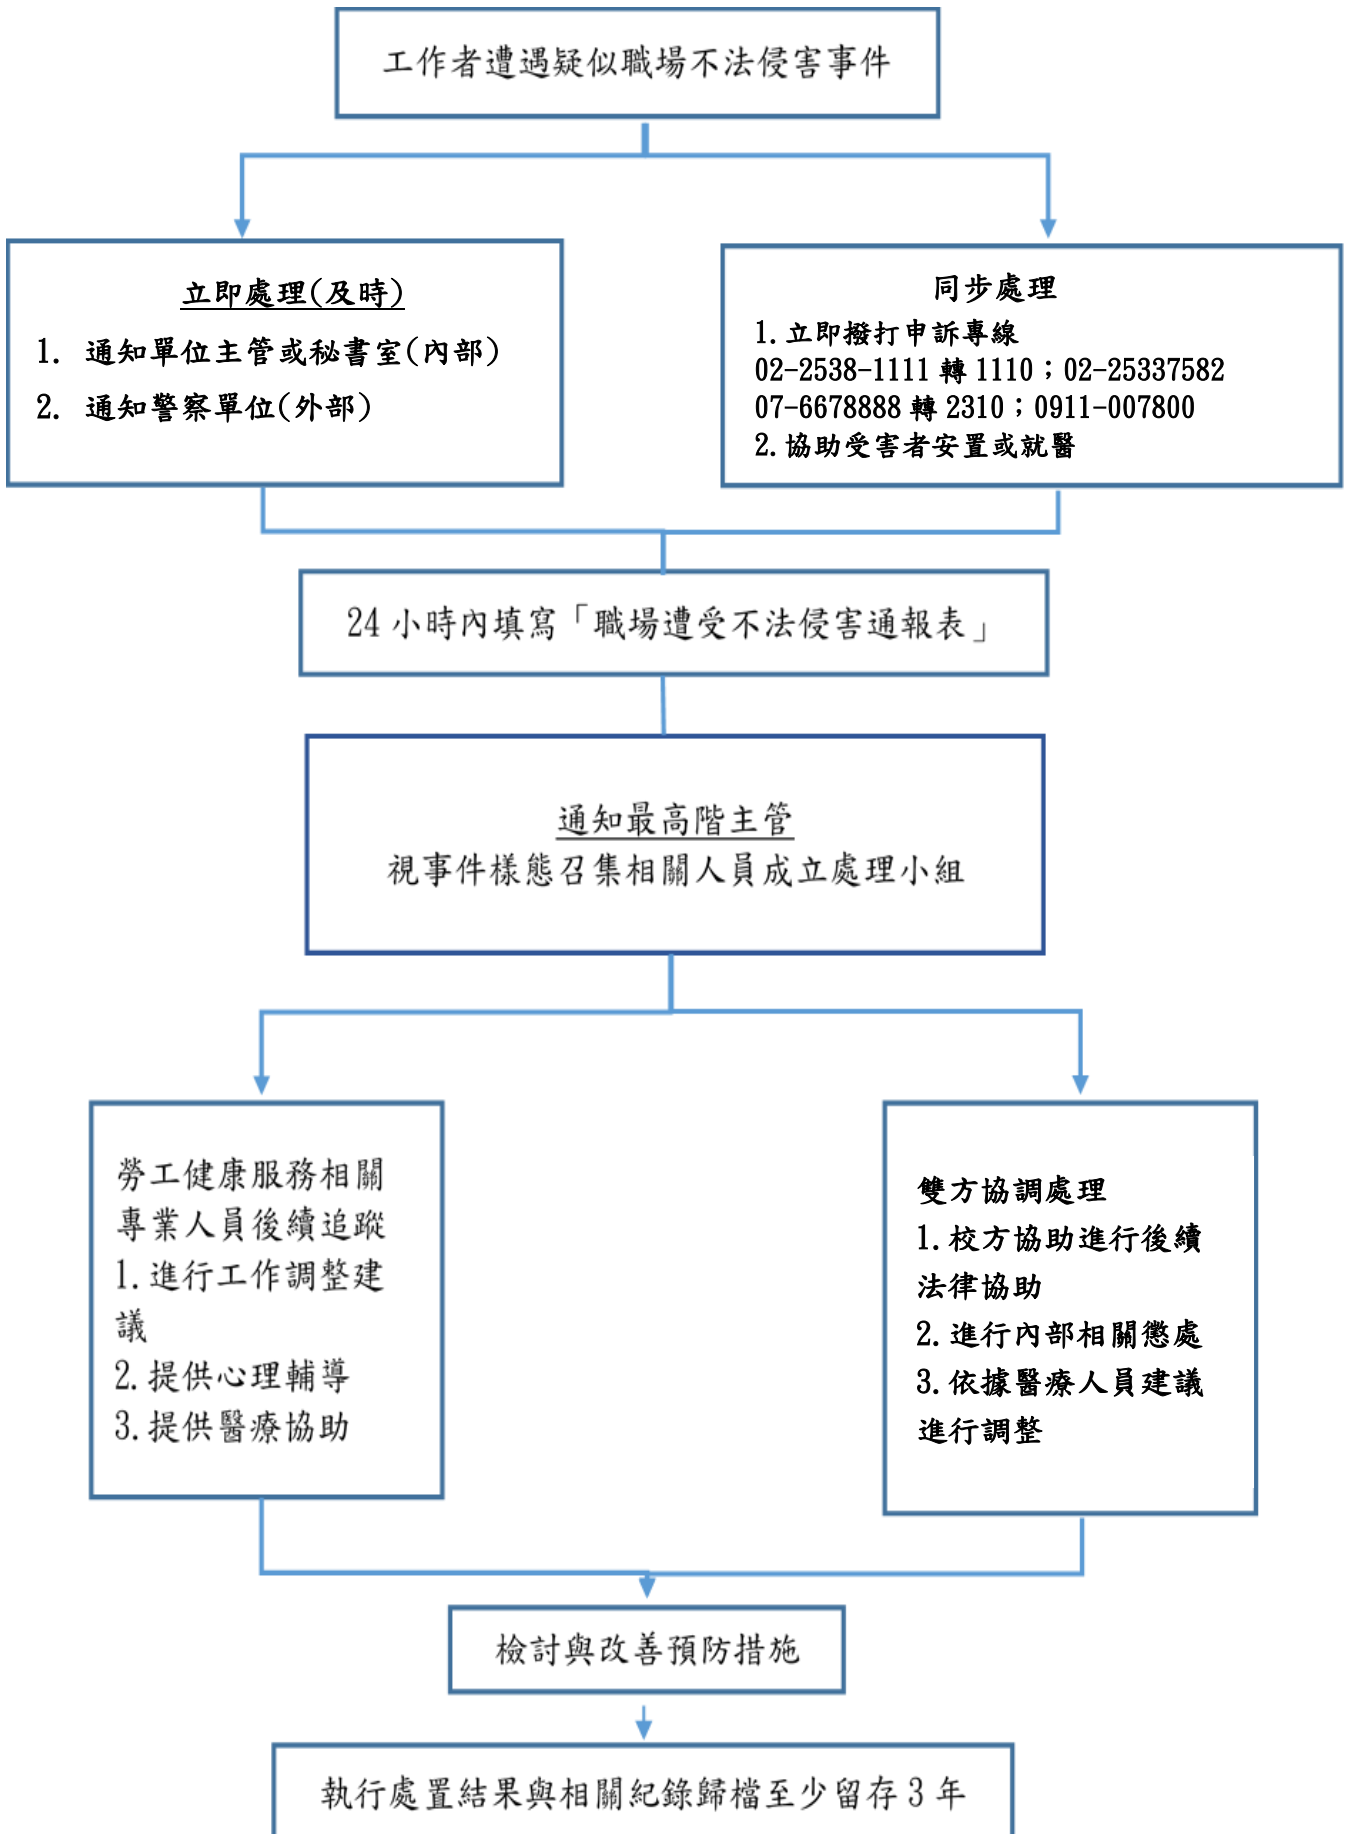 工作者遭遇疑似職場不法侵害事件
立即處理(及時)
1. 通知單位主管或秘書室(內部)
2. 通知警察單位(外部)
同步處理
1.立即撥打申訴專線
02-2538-1111 轉 1110；02-25337582
07-6678888 轉 2310；0911-007800
2.協助受害者安置或就醫
24 小時內填寫「職場遭受不法侵害通報表」
通知最高階主管
視事件樣態召集相關人員成立處理小組
勞工健康服務相關
專業人員後續追蹤
1.進行工作調整建
議
2.提供心理輔導
3.提供醫療協助
雙方協調處理
1.校方協助進行後續
法律協助
2.進行內部相關懲處
3.依據醫療人員建議
進行調整
檢討與改善預防措施
執行處置結果與相關紀錄歸檔至少留存 3 年